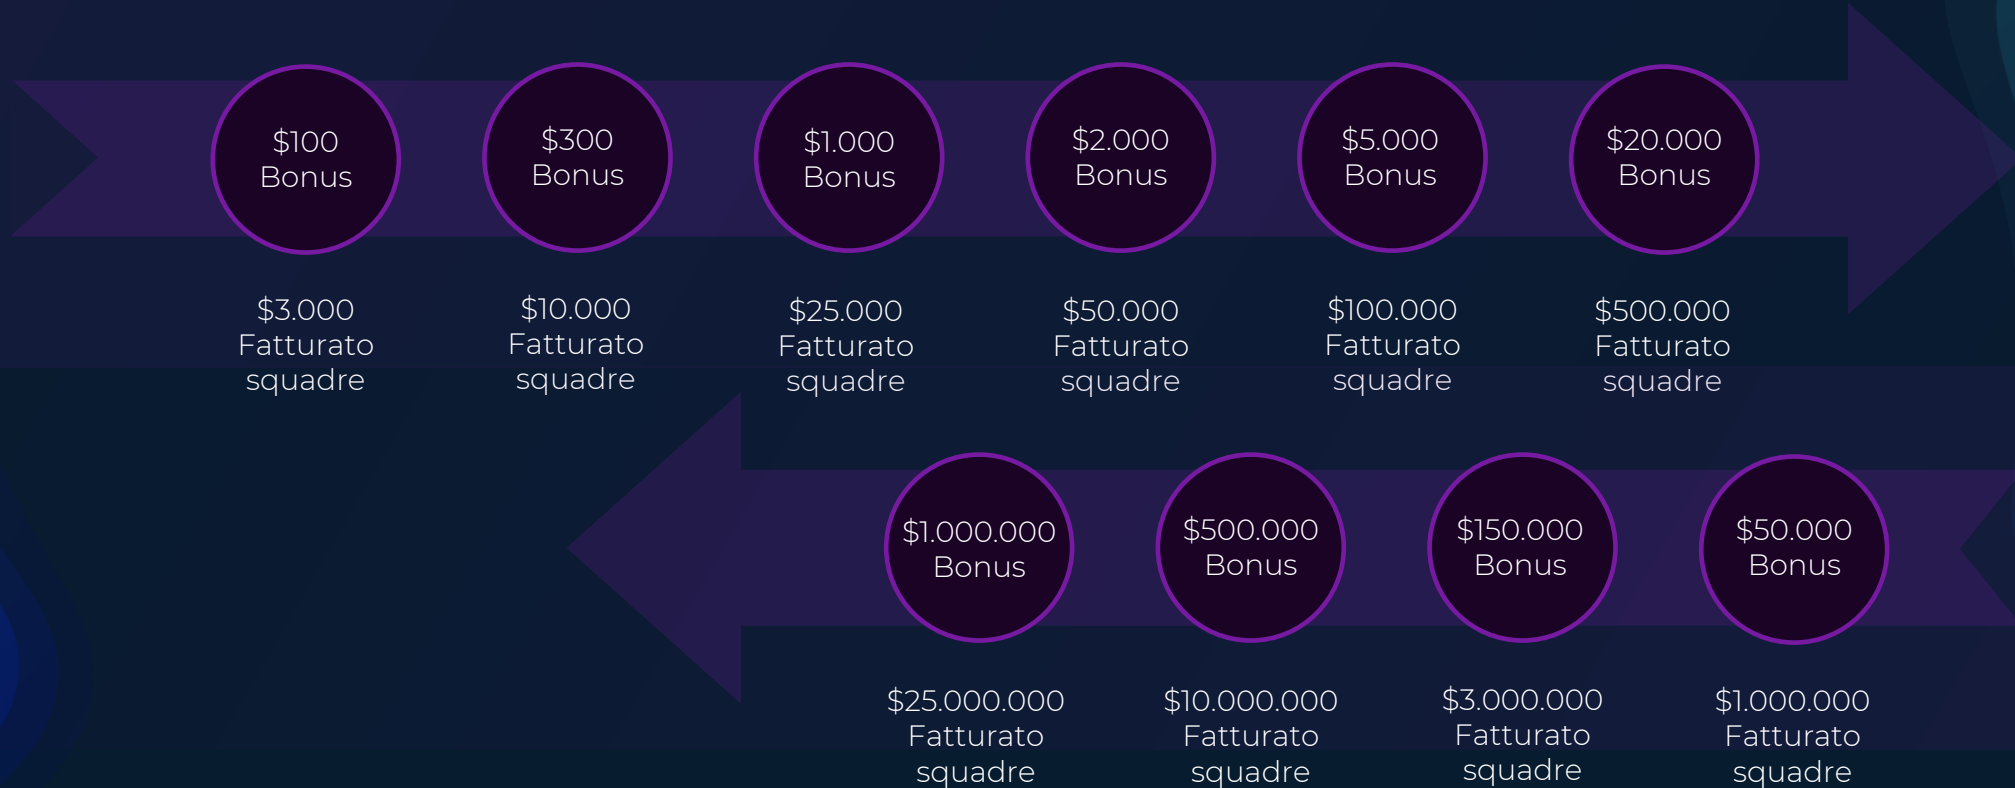 $100
Bonus
$300
Bonus
$1.000
Bonus
$2.000
Bonus
$5.000
Bonus
$20.000
Bonus
$3.000
Fatturato
squadre
$10.000
Fatturato
squadre
$25.000
Fatturato
squadre
$50.000
Fatturato
squadre
$100.000
Fatturato
squadre
$500.000
Fatturato
squadre
$1.000.000
Bonus
$500.000
Bonus
$150.000
Bonus
$50.000
Bonus
$25.000.000
Fatturato
squadre
$10.000.000
Fatturato
squadre
$3.000.000
Fatturato
squadre
$1.000.000
Fatturato
squadre